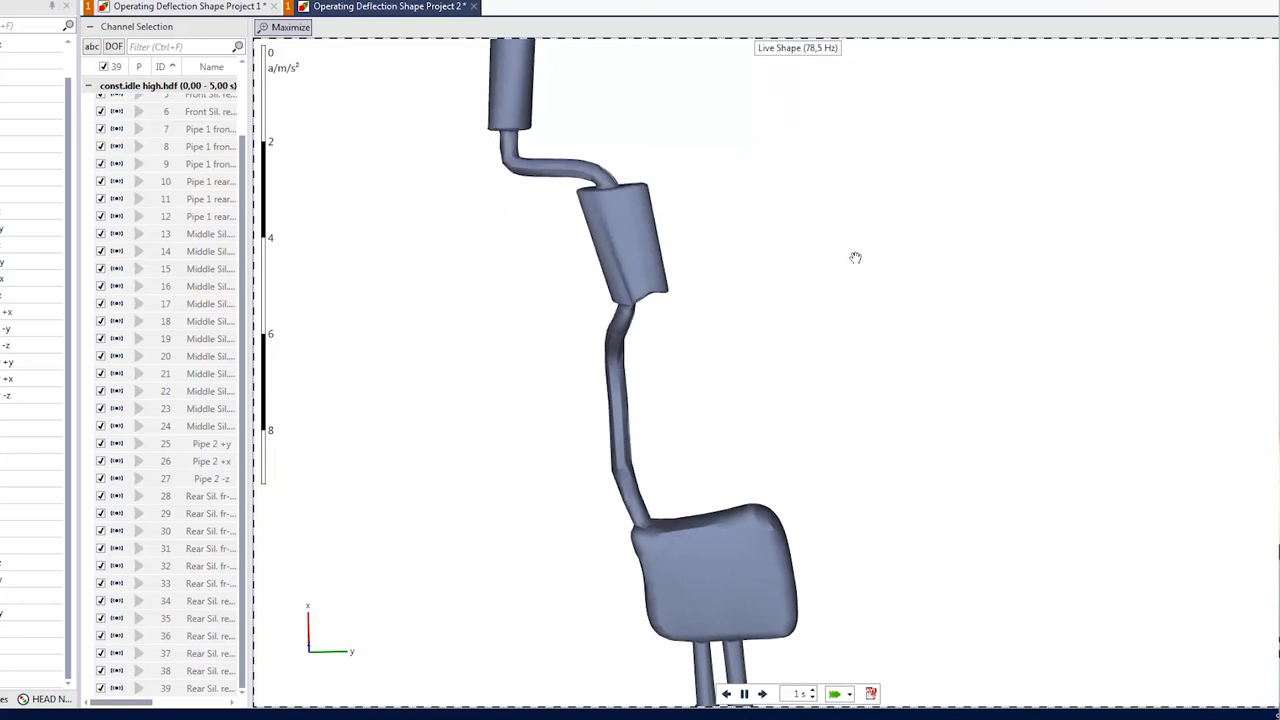 1 Operating Deflection Shape Project 1* × 1 Operating Deflection Shape Project 2* ×
Channel Selection
Maximize
abc DOF Filter (Ctrl+F)
Live Shape (78,5 Hz)
39 P ID Name
const.idle high.hdf (0,00 - 5,00 s)
5 Front Sil. re...
6 Front Sil. re...
7 Pipe 1 fron...
8 Pipe 1 fron...
9 Pipe 1 fron...
10 Pipe 1 rear...
11 Pipe 1 rear...
12 Pipe 1 rear...
13 Middle Sil....
14 Middle Sil....
15 Middle Sil....
16 Middle Sil....
17 Middle Sil....
18 Middle Sil....
19 Middle Sil....
20 Middle Sil....
21 Middle Sil....
22 Middle Sil....
23 Middle Sil....
24 Middle Sil....
25 Pipe 2 +y
26 Pipe 2 +x
27 Pipe 2 -z
28 Rear Sil. fr-...
29 Rear Sil. fr-...
30 Rear Sil. fr-...
31 Rear Sil. fr-...
32 Rear Sil. fr-...
33 Rear Sil. fr-...
34 Rear Sil. re...
35 Rear Sil. re...
36 Rear Sil. re...
37 Rear Sil. re...
38 Rear Sil. re...
39 Rear Sil. re...
+F)
+x
-y
-z
+y
+x
-z
HEAD N...
0
a/m/s²
2
4
6
8
x
y
1 s